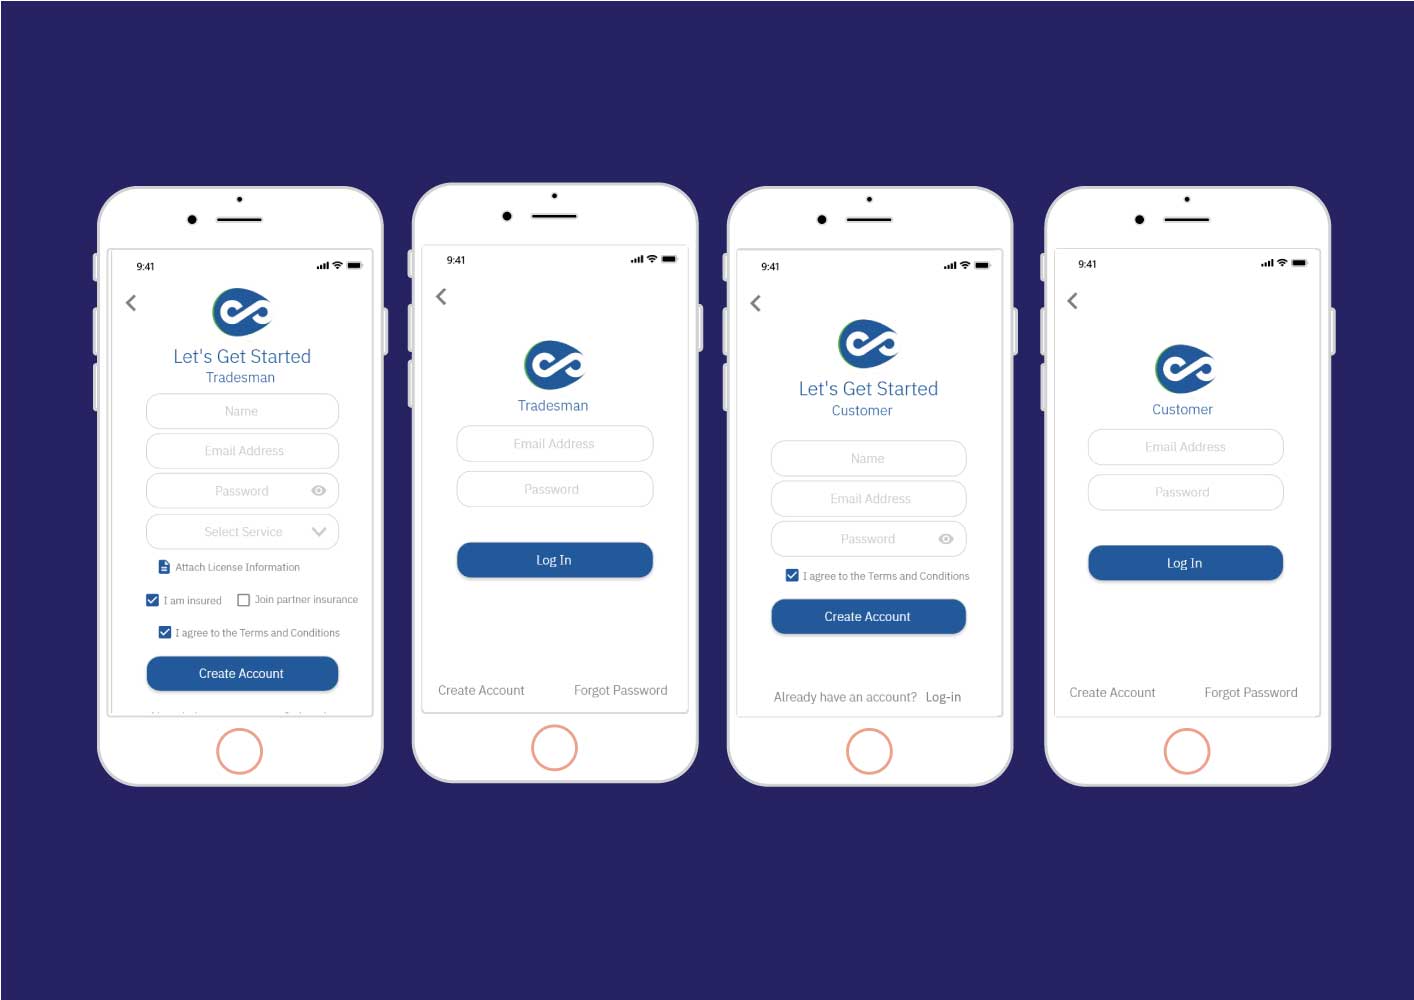 9:41
Let's Get Started
Tradesman
Name
Email Address
Password
Select Service
Attach License Information
I am insured
Join partner insurance
I agree to the Terms and Conditions
Create Account
9:41
Tradesman
Email Address
Password
Log In
Create Account
Forgot Password
9:41
Let's Get Started
Customer
Name
Email Address
Password
I agree to the Terms and Conditions
Create Account
Already have an account? Log-in
9:41
Customer
Email Address
Password
Log In
Create Account
Forgot Password